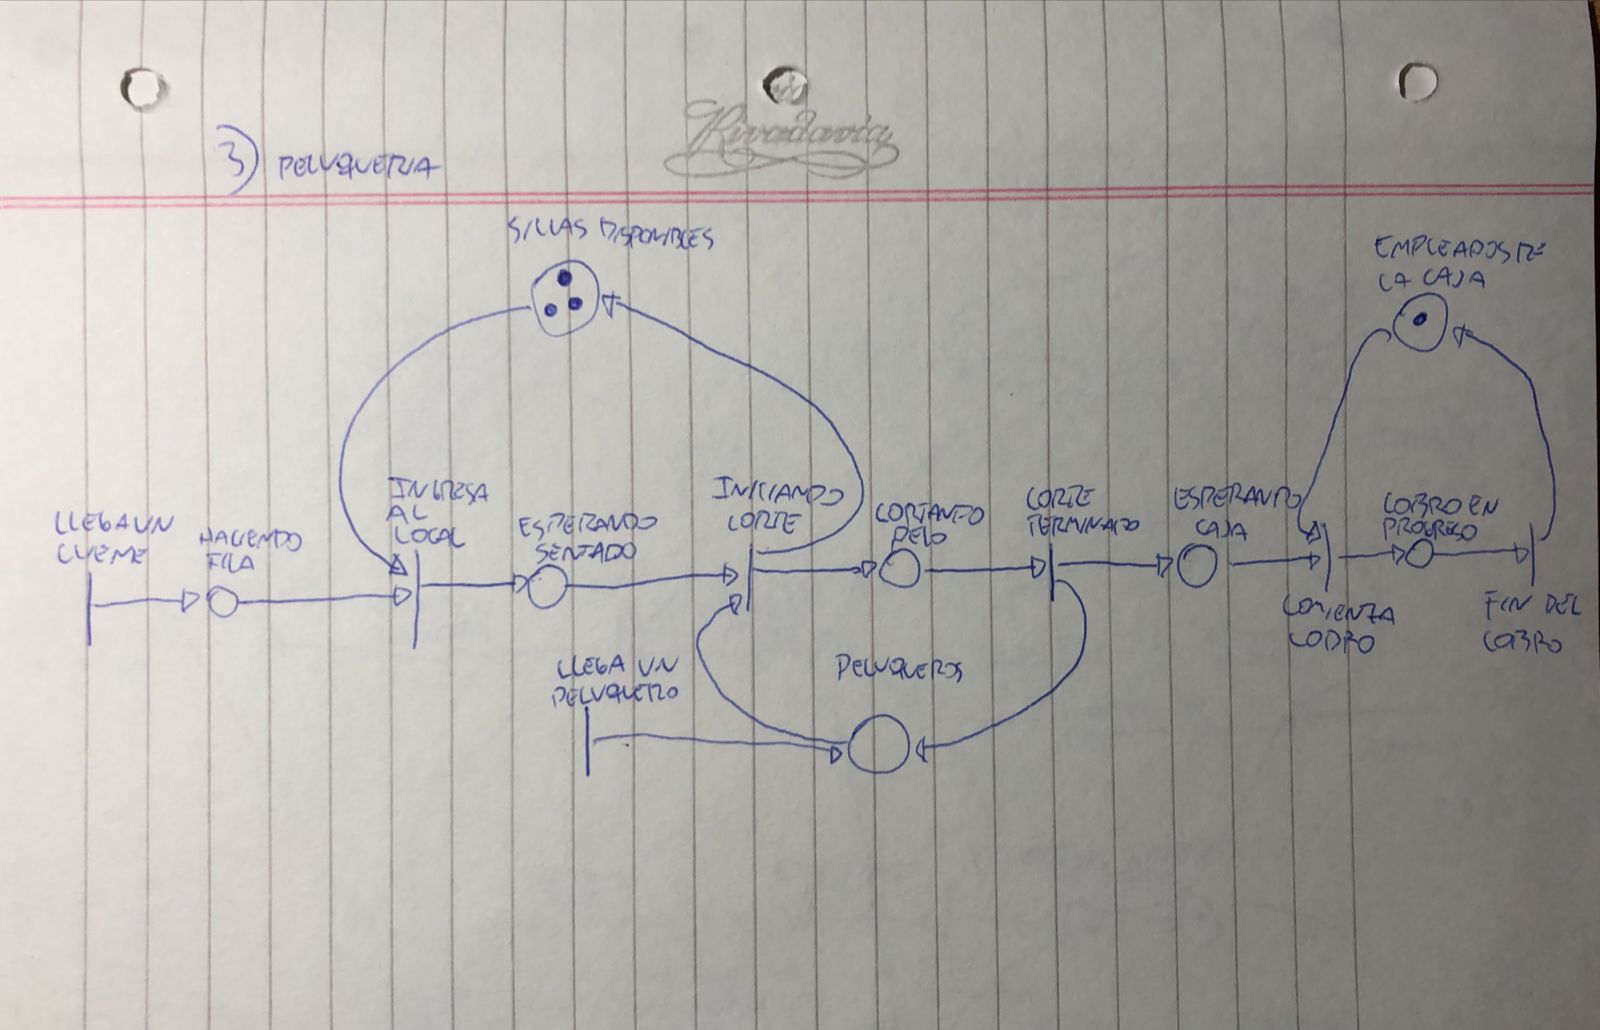 Rivadavia
3) PELUQUERIA
SILLAS DISPONIBLES
EMPLEADOS DE
LA CAJA
LLEGA UN
CLIENTE
HACIENDO
FILA
INGRESA
AL
LOCAL
ESPERANDO
SENTADO
INICIANDO
CORTE
CORTANDO
PELO
CORTE
TERMINADO
ESPERANDO
CAJA
COMIENZA
COBRO
COBRO EN
PROGRESO
FIN DEL
COBRO
LLEGA UN
PELUQUERO
PELUQUEROS